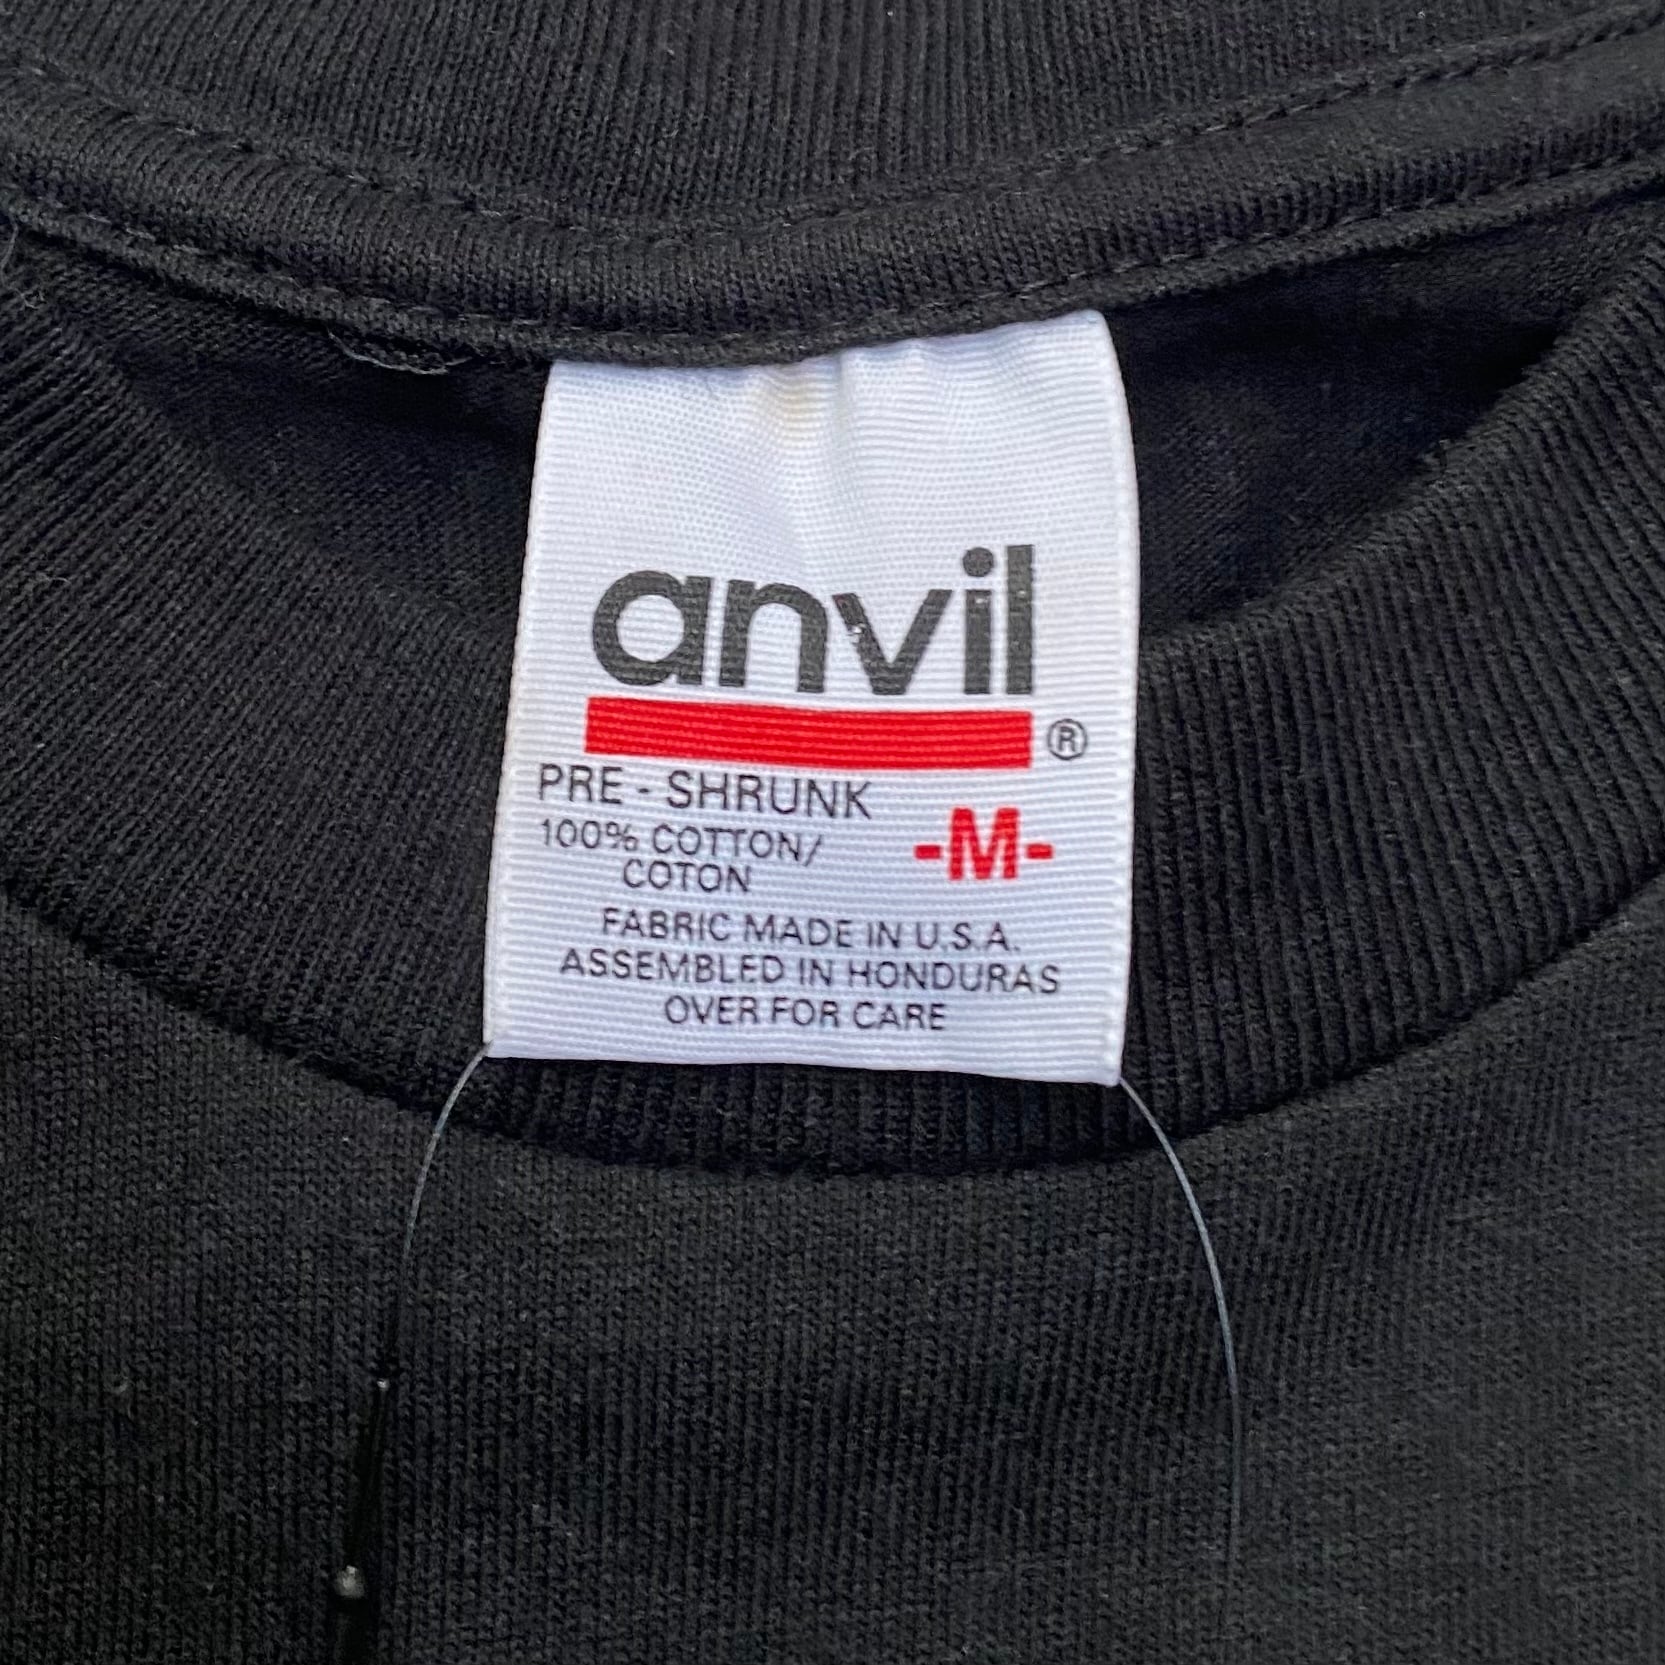 anvil
®
PRE - SHRUNK
100% COTTON/
COTON
-M-
FABRIC MADE IN U.S.A.
ASSEMBLED IN HONDURAS
OVER FOR CARE